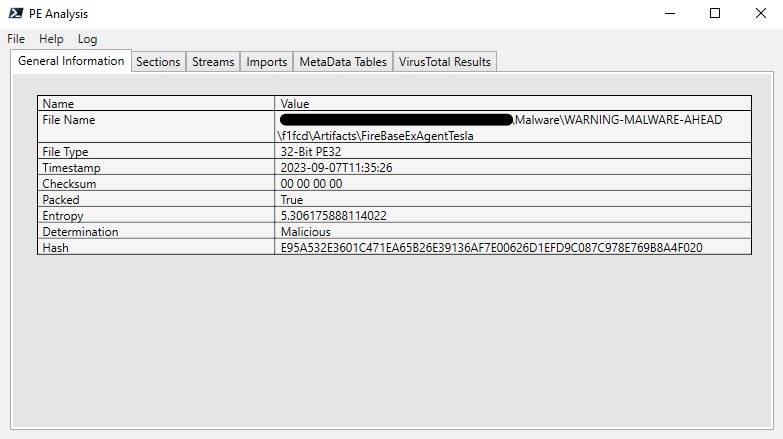 PE Analysis
File Help Log
General Information Sections Streams Imports MetaData Tables VirusTotal Results
Name Value
File Name \Malware\WARNING-MALWARE-AHEAD
\f1fcd\Artifacts\FireBaseExAgentTesla
File Type 32-Bit PE32
Timestamp 2023-09-07T11:35:26
Checksum 00 00 00 00
Packed True
Entropy 5.306175888114022
Determination Malicious
Hash E95A532E3601C471EA65B26E39136AF7E00626D1EFD9C087C978E769B8A4F020